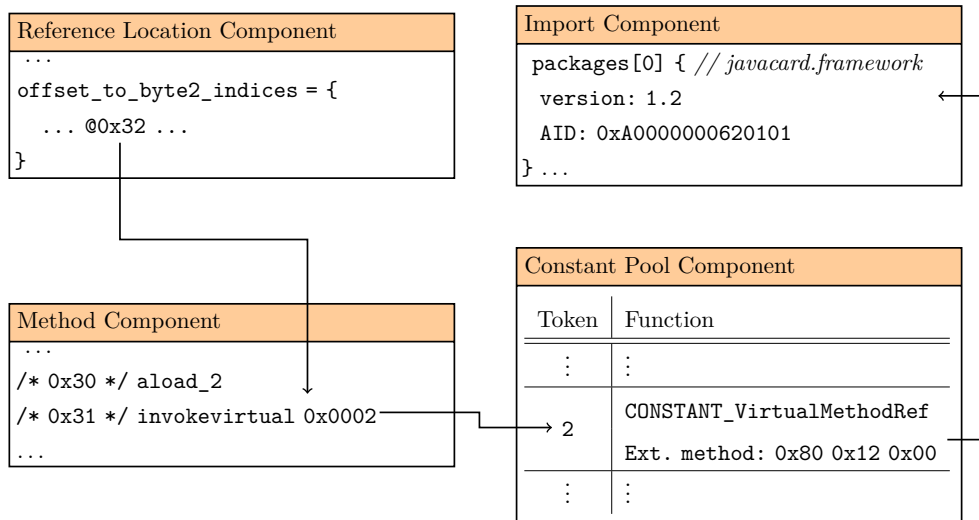 Reference Location Component
...
offset_to_byte2_indices = {
... @0x32 ...
}
Import Component
packages[0] { // javacard.framework
version: 1.2
AID: 0xA0000000620101
} ...
Method Component
...
/* 0x30 */ aload_2
/* 0x31 */ invokevirtual 0x0002
...
Constant Pool Component
Token Function
⋮ ⋮
2 CONSTANT_VirtualMethodRef
Ext. method: 0x80 0x12 0x00
⋮ ⋮